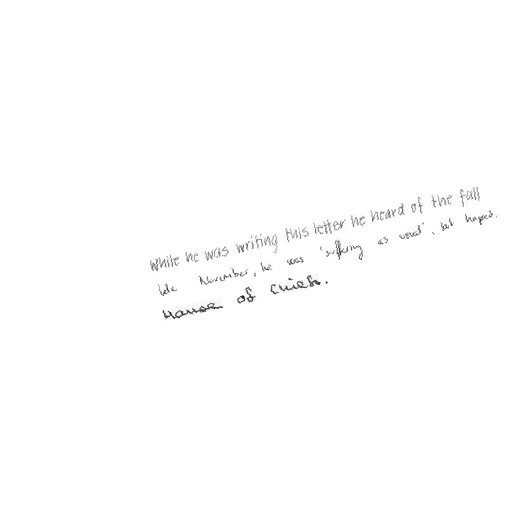 While he was writing this letter he heard of the fall
late November, he was 'suffering as usual', but hoped.
House of Chiefs.